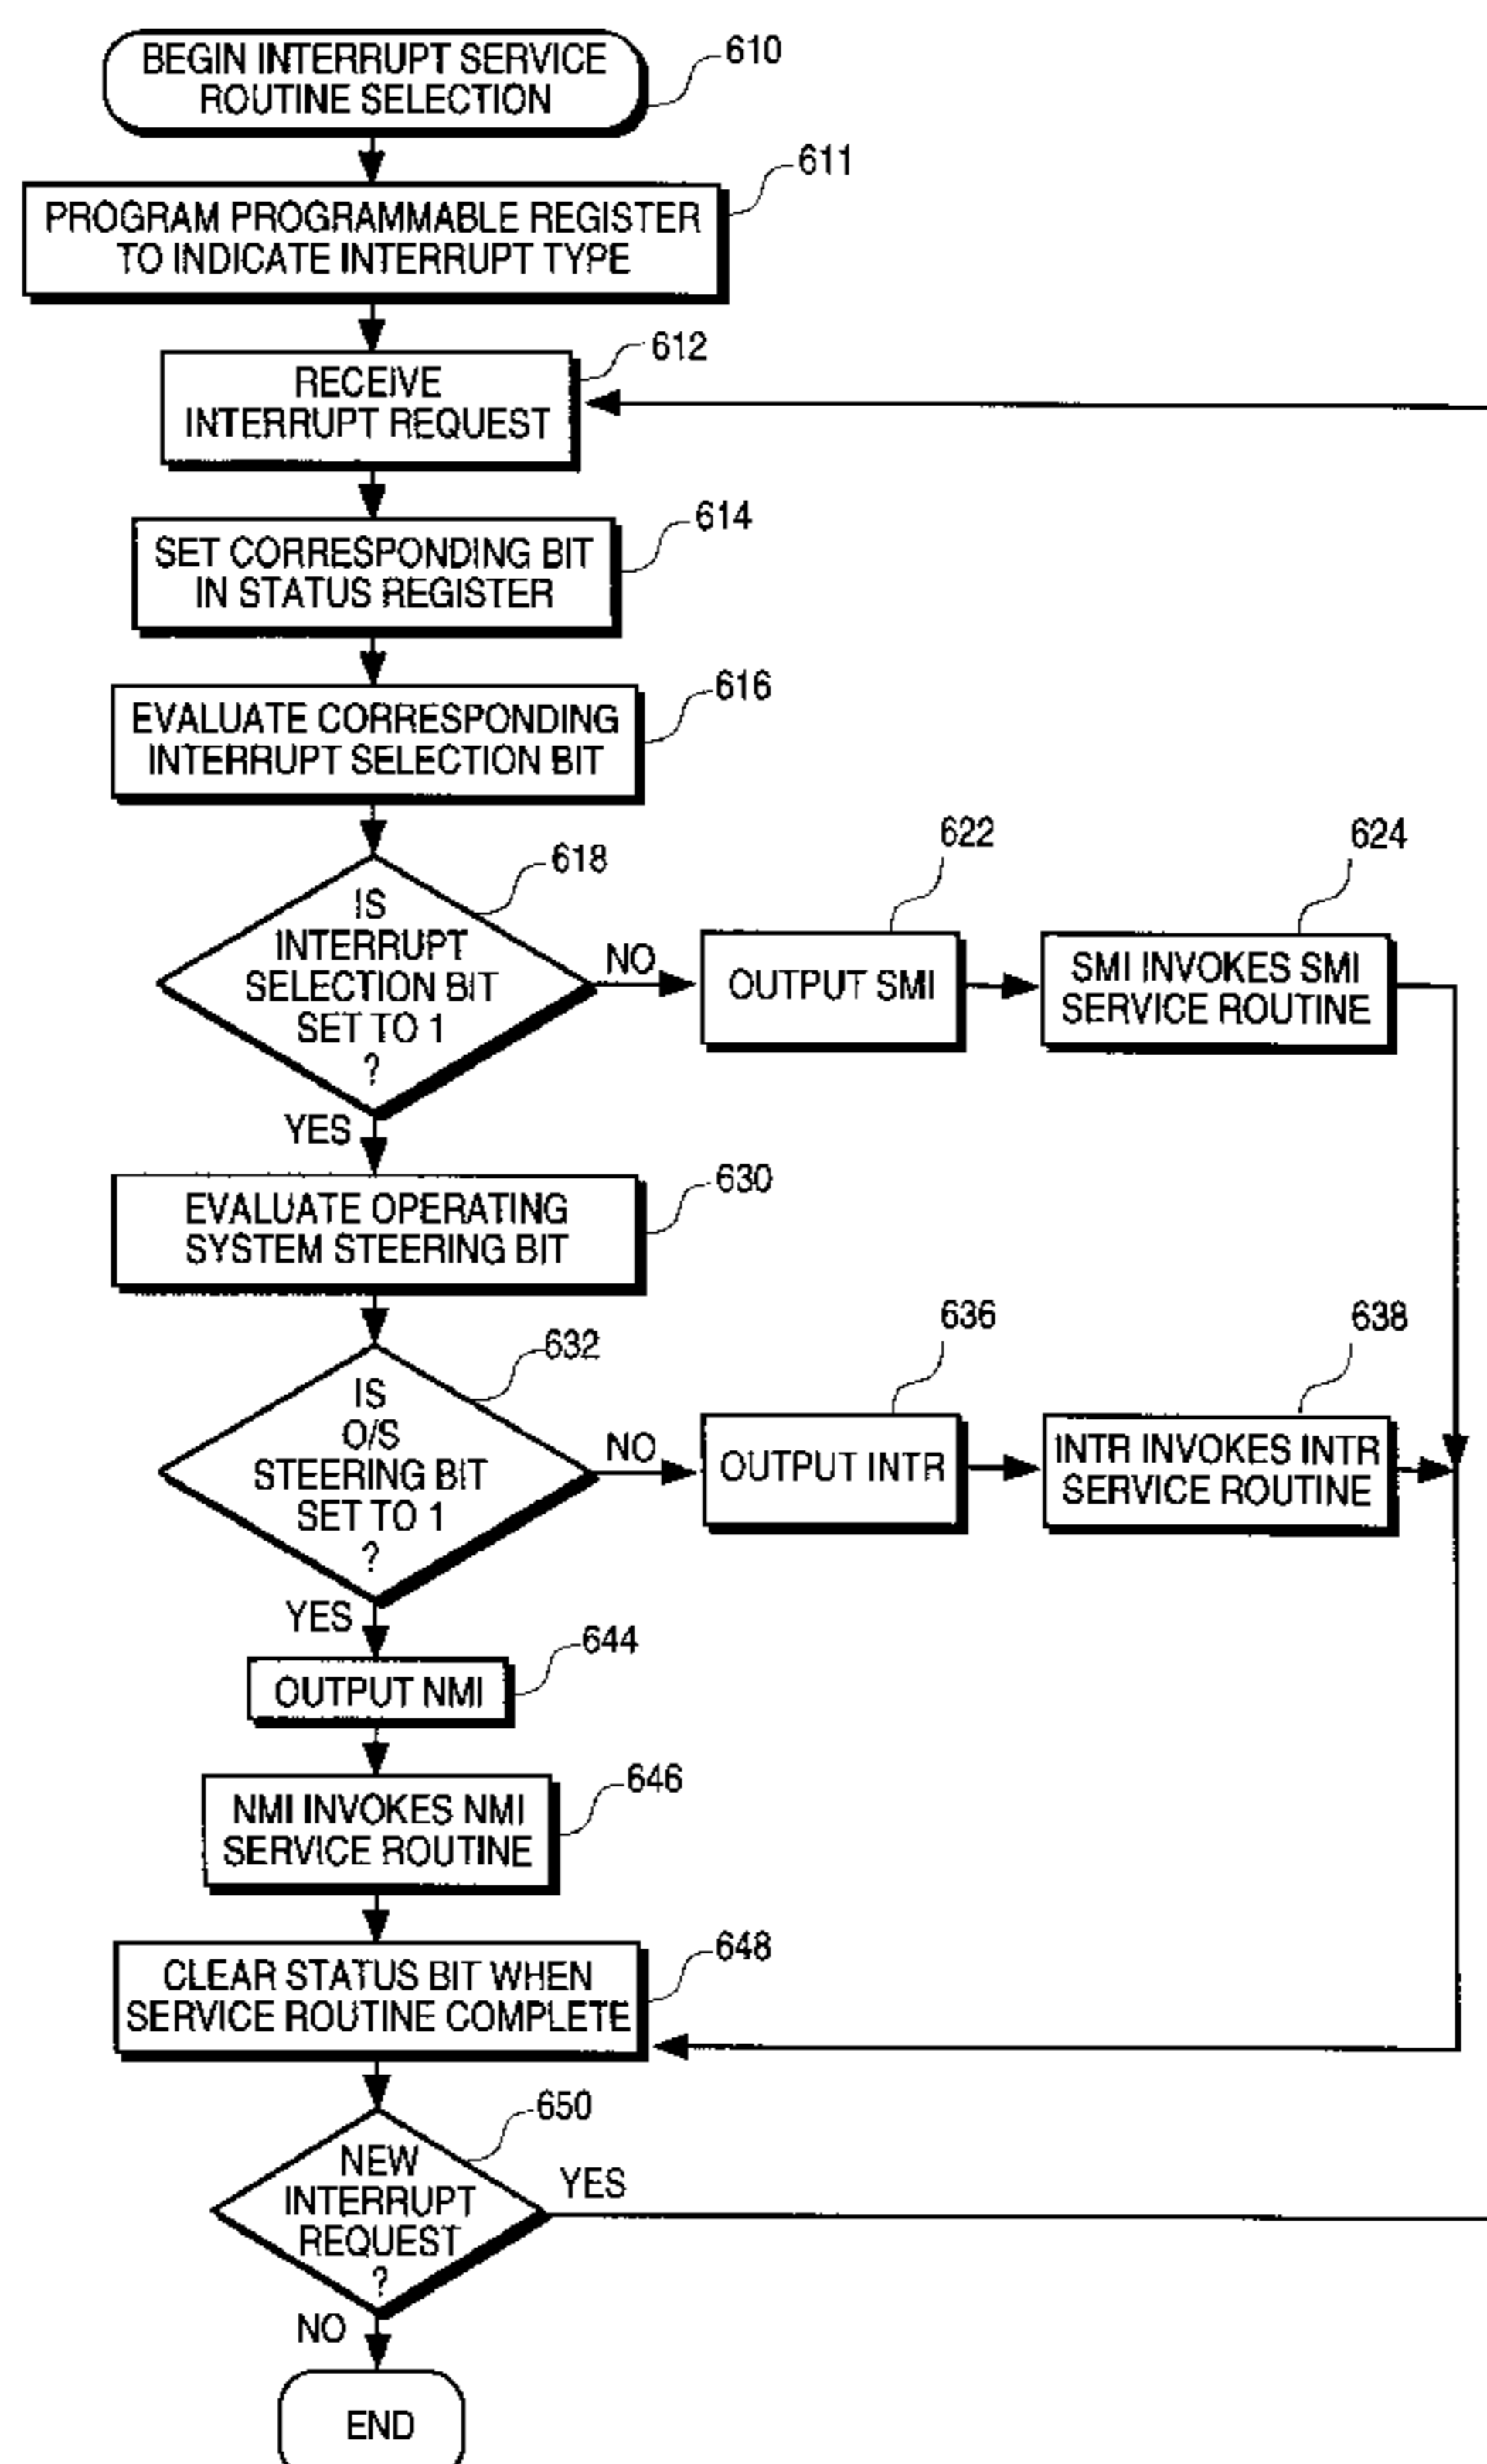 BEGIN INTERRUPT SERVICE
ROUTINE SELECTION
610
PROGRAM PROGRAMMABLE REGISTER
TO INDICATE INTERRUPT TYPE
611
RECEIVE
INTERRUPT REQUEST
612
SET CORRESPONDING BIT
IN STATUS REGISTER
614
EVALUATE CORRESPONDING
INTERRUPT SELECTION BIT
616
IS
INTERRUPT
SELECTION BIT
SET TO 1
?
618
NO
OUTPUT SMI
622
SMI INVOKES SMI
SERVICE ROUTINE
624
YES
EVALUATE OPERATING
SYSTEM STEERING BIT
630
IS
O/S
STEERING BIT
SET TO 1
?
632
NO
OUTPUT INTR
636
INTR INVOKES INTR
SERVICE ROUTINE
638
YES
OUTPUT NMI
644
NMI INVOKES NMI
SERVICE ROUTINE
646
CLEAR STATUS BIT WHEN
SERVICE ROUTINE COMPLETE
648
NEW
INTERRUPT
REQUEST
?
650
YES
NO
END